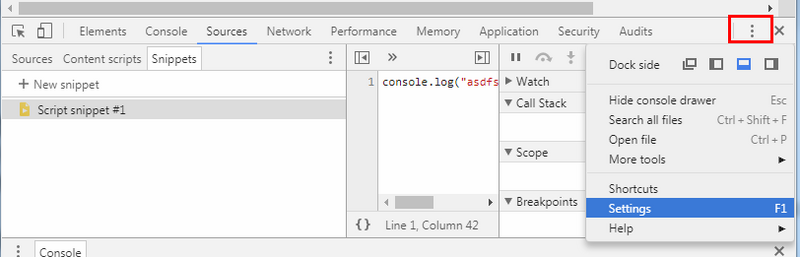 Elements Console Sources Network Performance Memory Application Security Audits
Sources Content scripts Snippets
+ New snippet
Script snippet #1
1 console.log("asdfs
{} Line 1, Column 42
Watch
Call Stack
Scope
Breakpoints
Dock side
Hide console drawer Esc
Search all files Ctrl + Shift + F
Open file Ctrl + P
More tools
Shortcuts
Settings F1
Help
Console